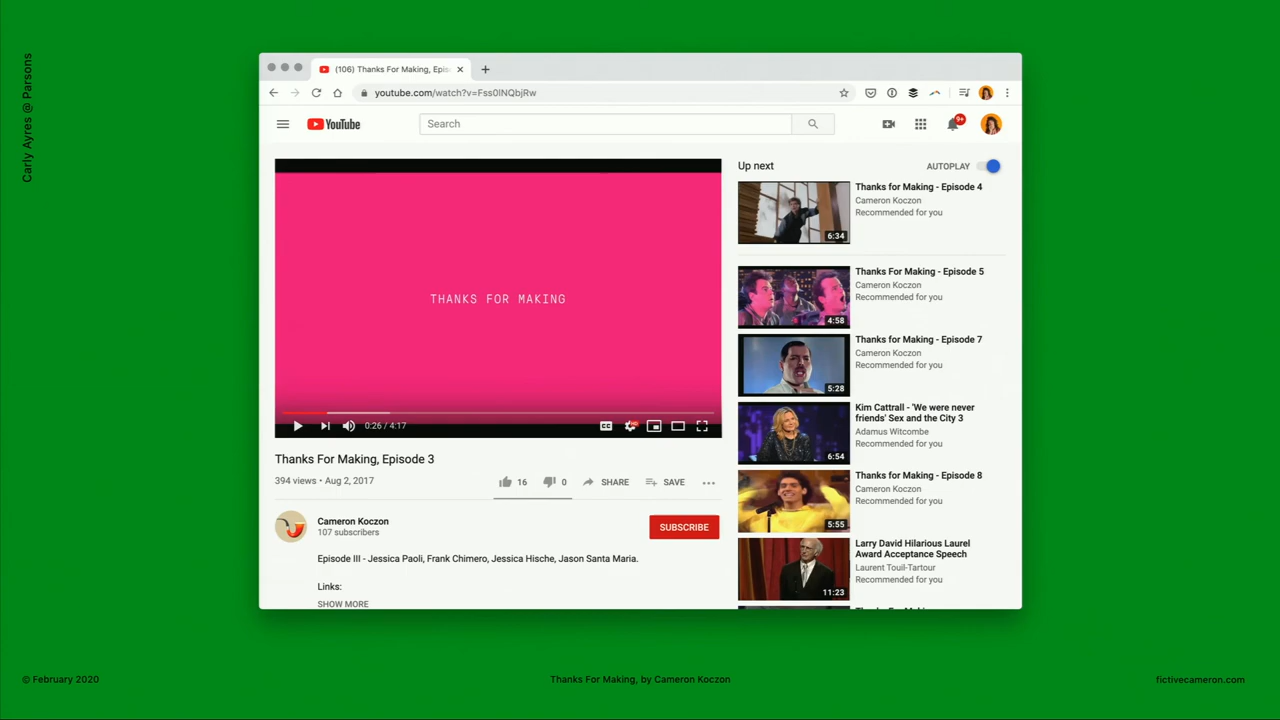 Carly Ayres @ Parsons
(106) Thanks For Making, Epis
youtube.com/watch?v=Fss0lNQbjRw
YouTube
Search
9+
THANKS FOR MAKING
0:26 / 4:17
CC
Thanks For Making, Episode 3
394 views • Aug 2, 2017
16
0
SHARE
SAVE
Cameron Koczon
107 subscribers
SUBSCRIBE
Episode III - Jessica Paoli, Frank Chimero, Jessica Hische, Jason Santa Maria.
Links:
SHOW MORE
Up next
AUTOPLAY
Thanks for Making - Episode 4
Cameron Koczon
Recommended for you
6:34
Thanks For Making - Episode 5
Cameron Koczon
Recommended for you
4:58
Thanks for Making - Episode 7
Cameron Koczon
Recommended for you
5:28
Kim Cattrall - 'We were never
friends' Sex and the City 3
Adamus Witcombe
Recommended for you
6:54
Thanks for Making - Episode 8
Cameron Koczon
Recommended for you
5:55
Larry David Hilarious Laurel
Award Acceptance Speech
Laurent Touil-Tartour
Recommended for you
11:23
© February 2020
Thanks For Making, by Cameron Koczon
fictivecameron.com